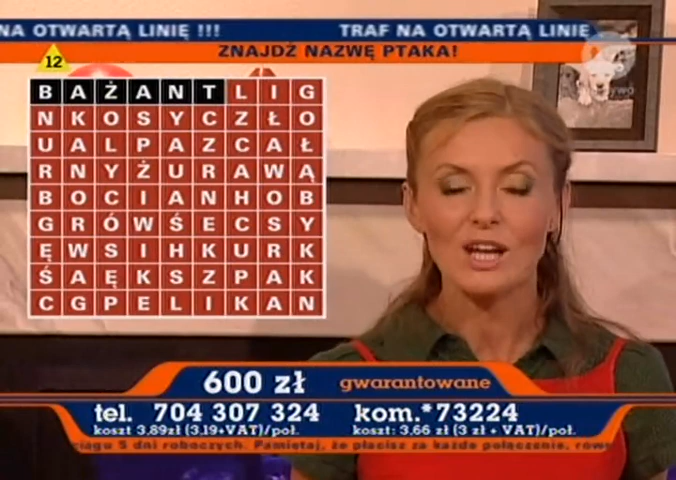 NA OTWARTĄ LINIĘ !!! TRAF NA OTWARTĄ LINIĘ
ZNAJDŹ NAZWĘ PTAKA!
12
B A Ż A N T L I G
N K O S Y C Z Ł O
U A L P A Z C A Ł
R N Y Ż U R A W Ą
B O C I A N H O B
G R Ó W Ś E C S Y
Ę W S I H K U R K
Ś A Ę K S Z P A K
C G P E L I K A N
600 zł gwarantowane
tel. 704 307 324 kom.*73224
koszt 3.89zł (3.19+VAT)/poł. koszt: 3.66 zł (3 zł + VAT)/poł.
ciągu 5 dni roboczych. Pamiętaj, że płacisz za każde połączenie, rów